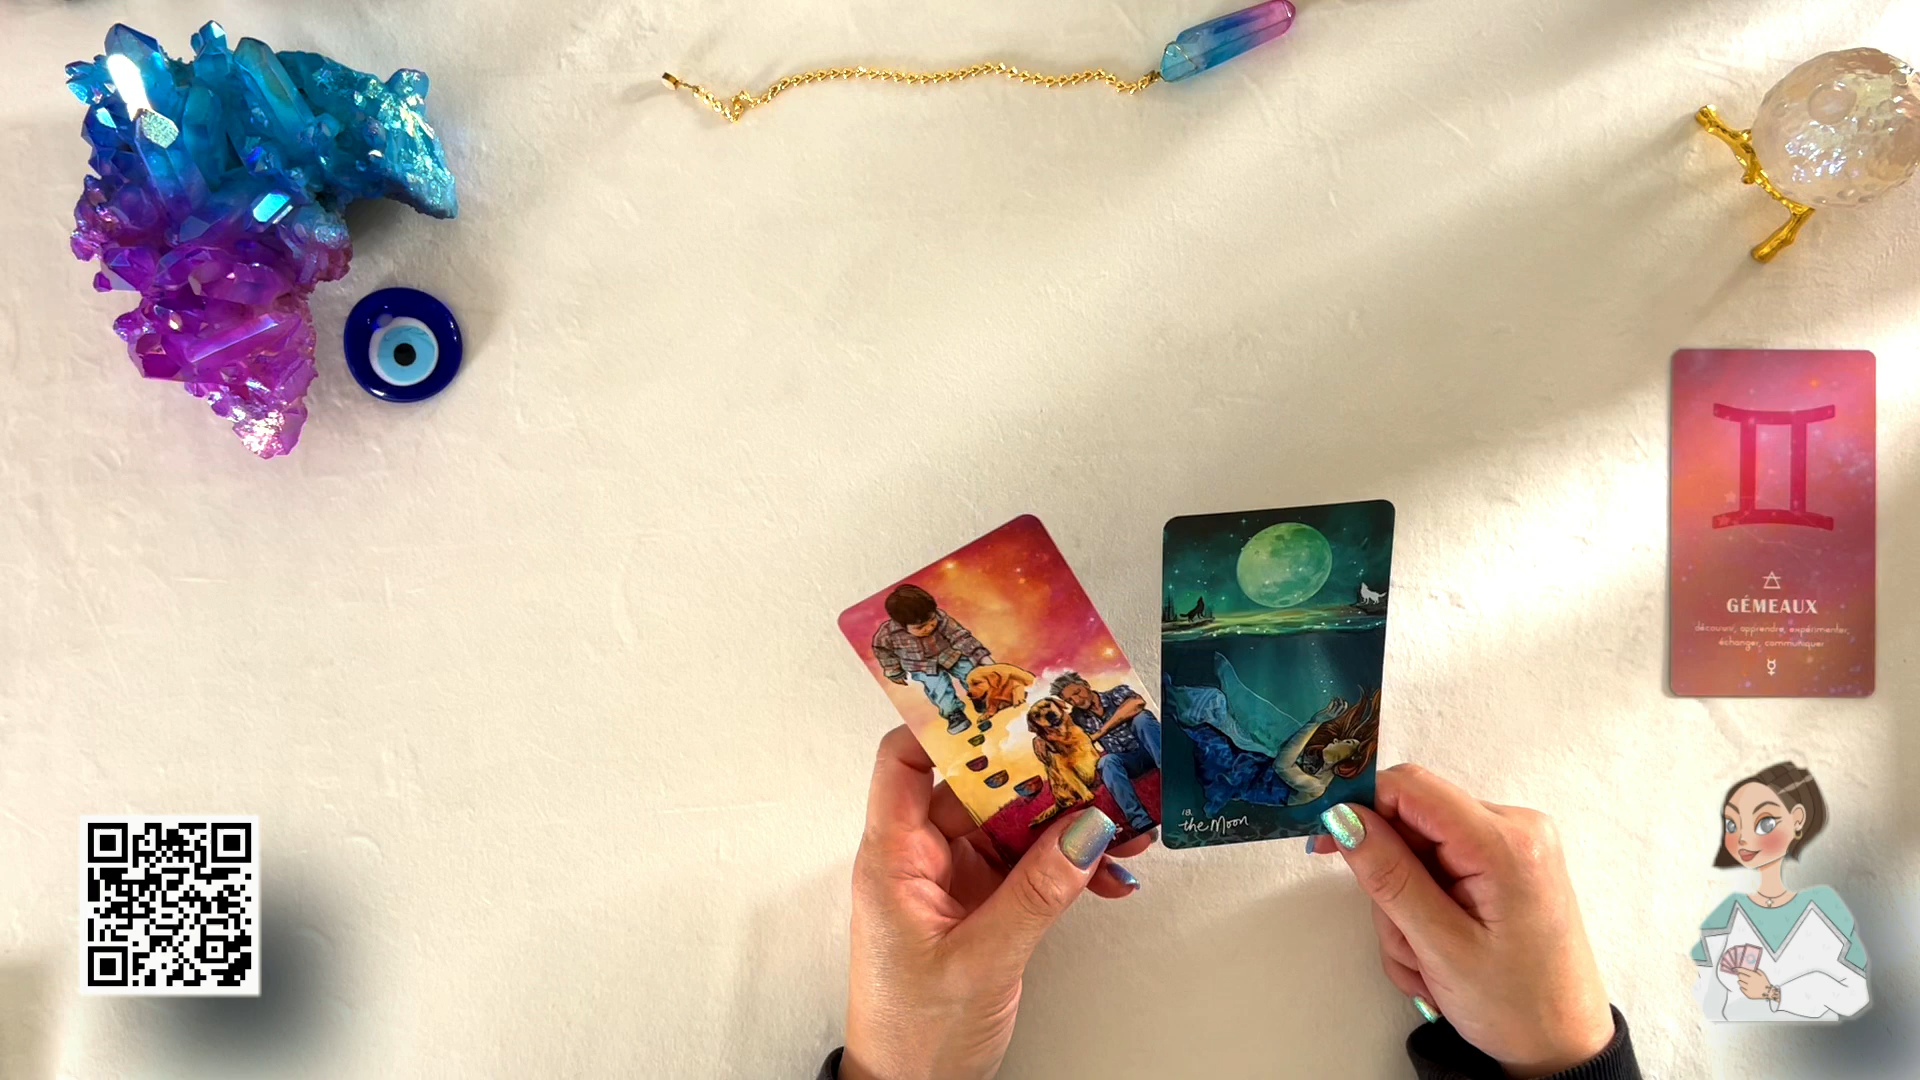 18.
the Moon
GÉMEAUX
découvrir, apprendre, expérimenter,
échanger, communiquer